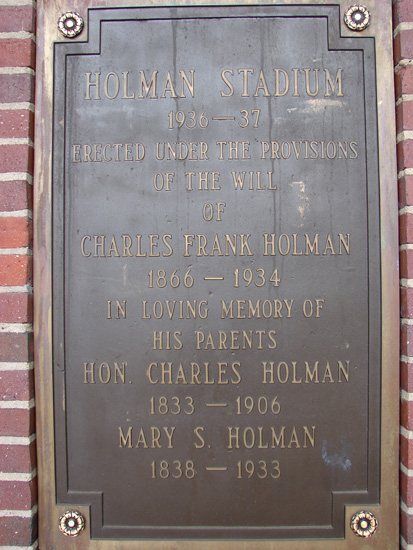 HOLMAN STADIUM
1936—37
ERECTED UNDER THE PROVISIONS
OF THE WILL
OF
CHARLES FRANK HOLMAN
1866 — 1934
IN LOVING MEMORY OF
HIS PARENTS
HON. CHARLES HOLMAN
1833 — 1906
MARY S. HOLMAN
1838 — 1933